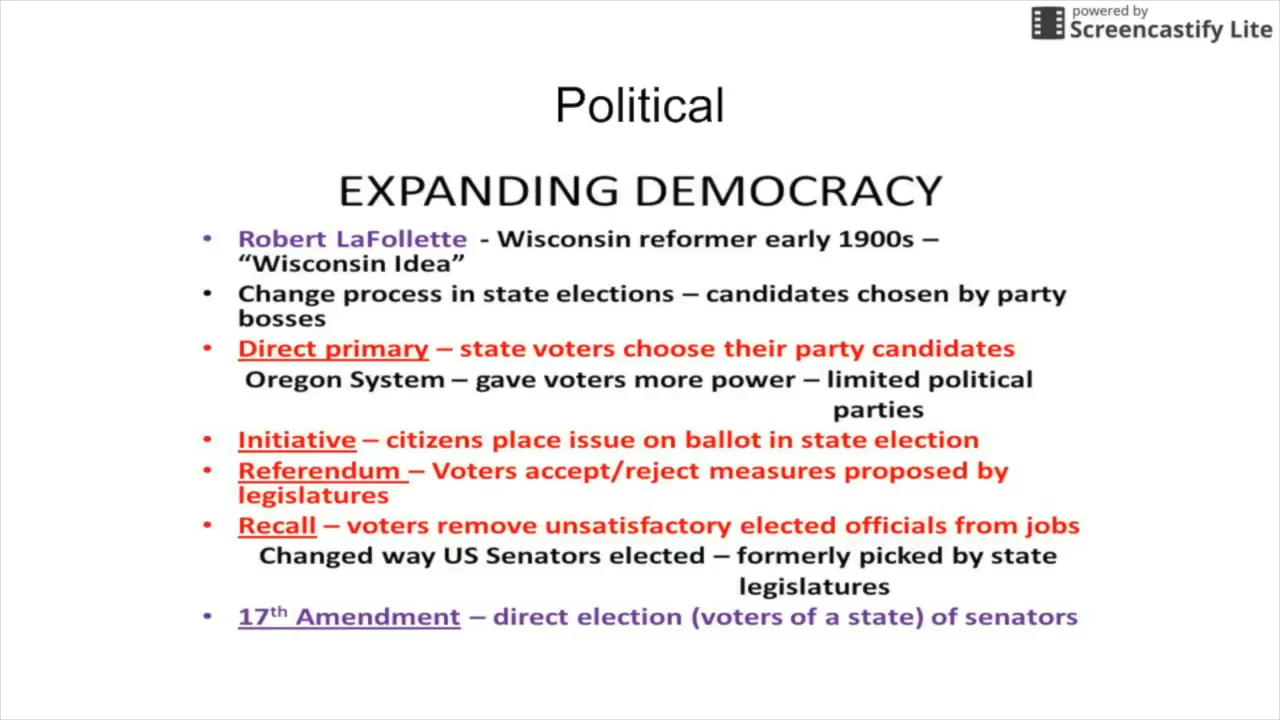 powered by
Screencastify Lite
Political
EXPANDING DEMOCRACY
• Robert LaFollette - Wisconsin reformer early 1900s –
“Wisconsin Idea”
• Change process in state elections – candidates chosen by party
bosses
• Direct primary – state voters choose their party candidates
Oregon System – gave voters more power – limited political
parties
• Initiative – citizens place issue on ballot in state election
• Referendum – Voters accept/reject measures proposed by
legislatures
• Recall – voters remove unsatisfactory elected officials from jobs
Changed way US Senators elected – formerly picked by state
legislatures
• 17th Amendment – direct election (voters of a state) of senators